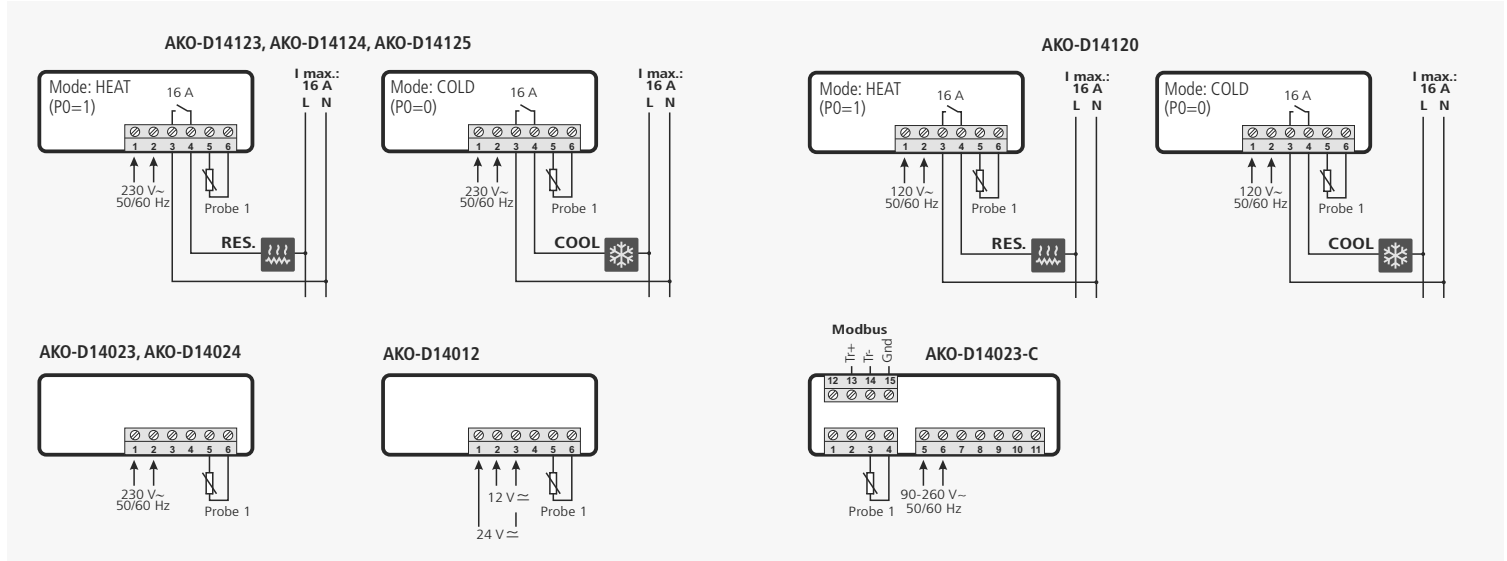 AKO-D14123, AKO-D14124, AKO-D14125
Mode: HEAT
(P0=1)
16 A
I max.:
16 A
L N
1 2 3 4 5 6
230 V~
50/60 Hz
Probe 1
RES.
Mode: COLD
(P0=0)
16 A
I max.:
16 A
L N
1 2 3 4 5 6
230 V~
50/60 Hz
Probe 1
COOL
AKO-D14120
Mode: HEAT
(P0=1)
16 A
I max.:
16 A
L N
1 2 3 4 5 6
120 V~
50/60 Hz
Probe 1
RES.
Mode: COLD
(P0=0)
16 A
I max.:
16 A
L N
1 2 3 4 5 6
120 V~
50/60 Hz
Probe 1
COOL
AKO-D14023, AKO-D14024
1 2 3 4 5 6
230 V~
50/60 Hz
Probe 1
AKO-D14012
1 2 3 4 5 6
12 V ≃
Probe 1
24 V ≃
Modbus
Tr+ Tr- Gnd
AKO-D14023-C
12 13 14 15
1 2 3 4 5 6 7 8 9 10 11
Probe 1
90-260 V~
50/60 Hz